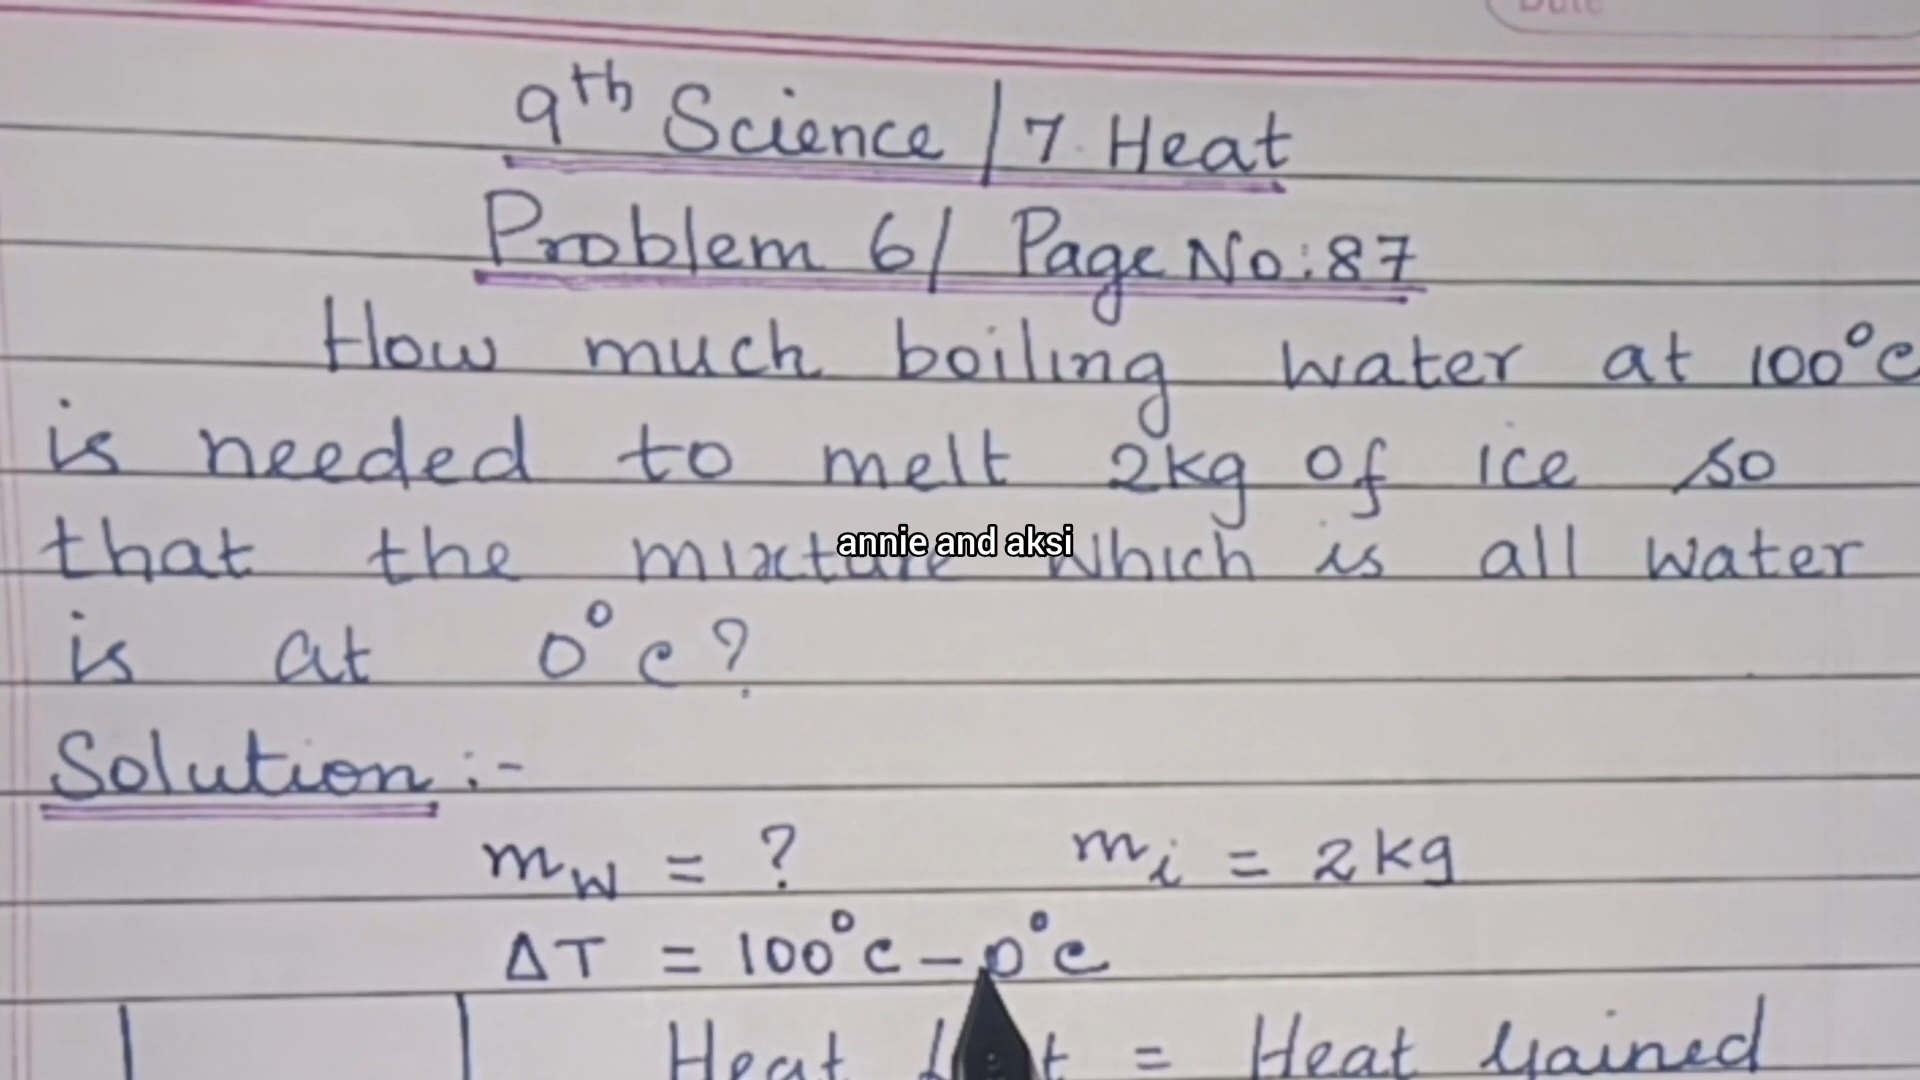 Date
9th Science / 7. Heat
Problem 6 / Page No: 87
How much boiling water at 100°C
is needed to melt 2kg of ice so
that the mixture which is all water
annie and aksi
is at 0°C?
Solution :-
mw = ? mi = 2kg
ΔT = 100°C - 0°C
Heat = Heat gained